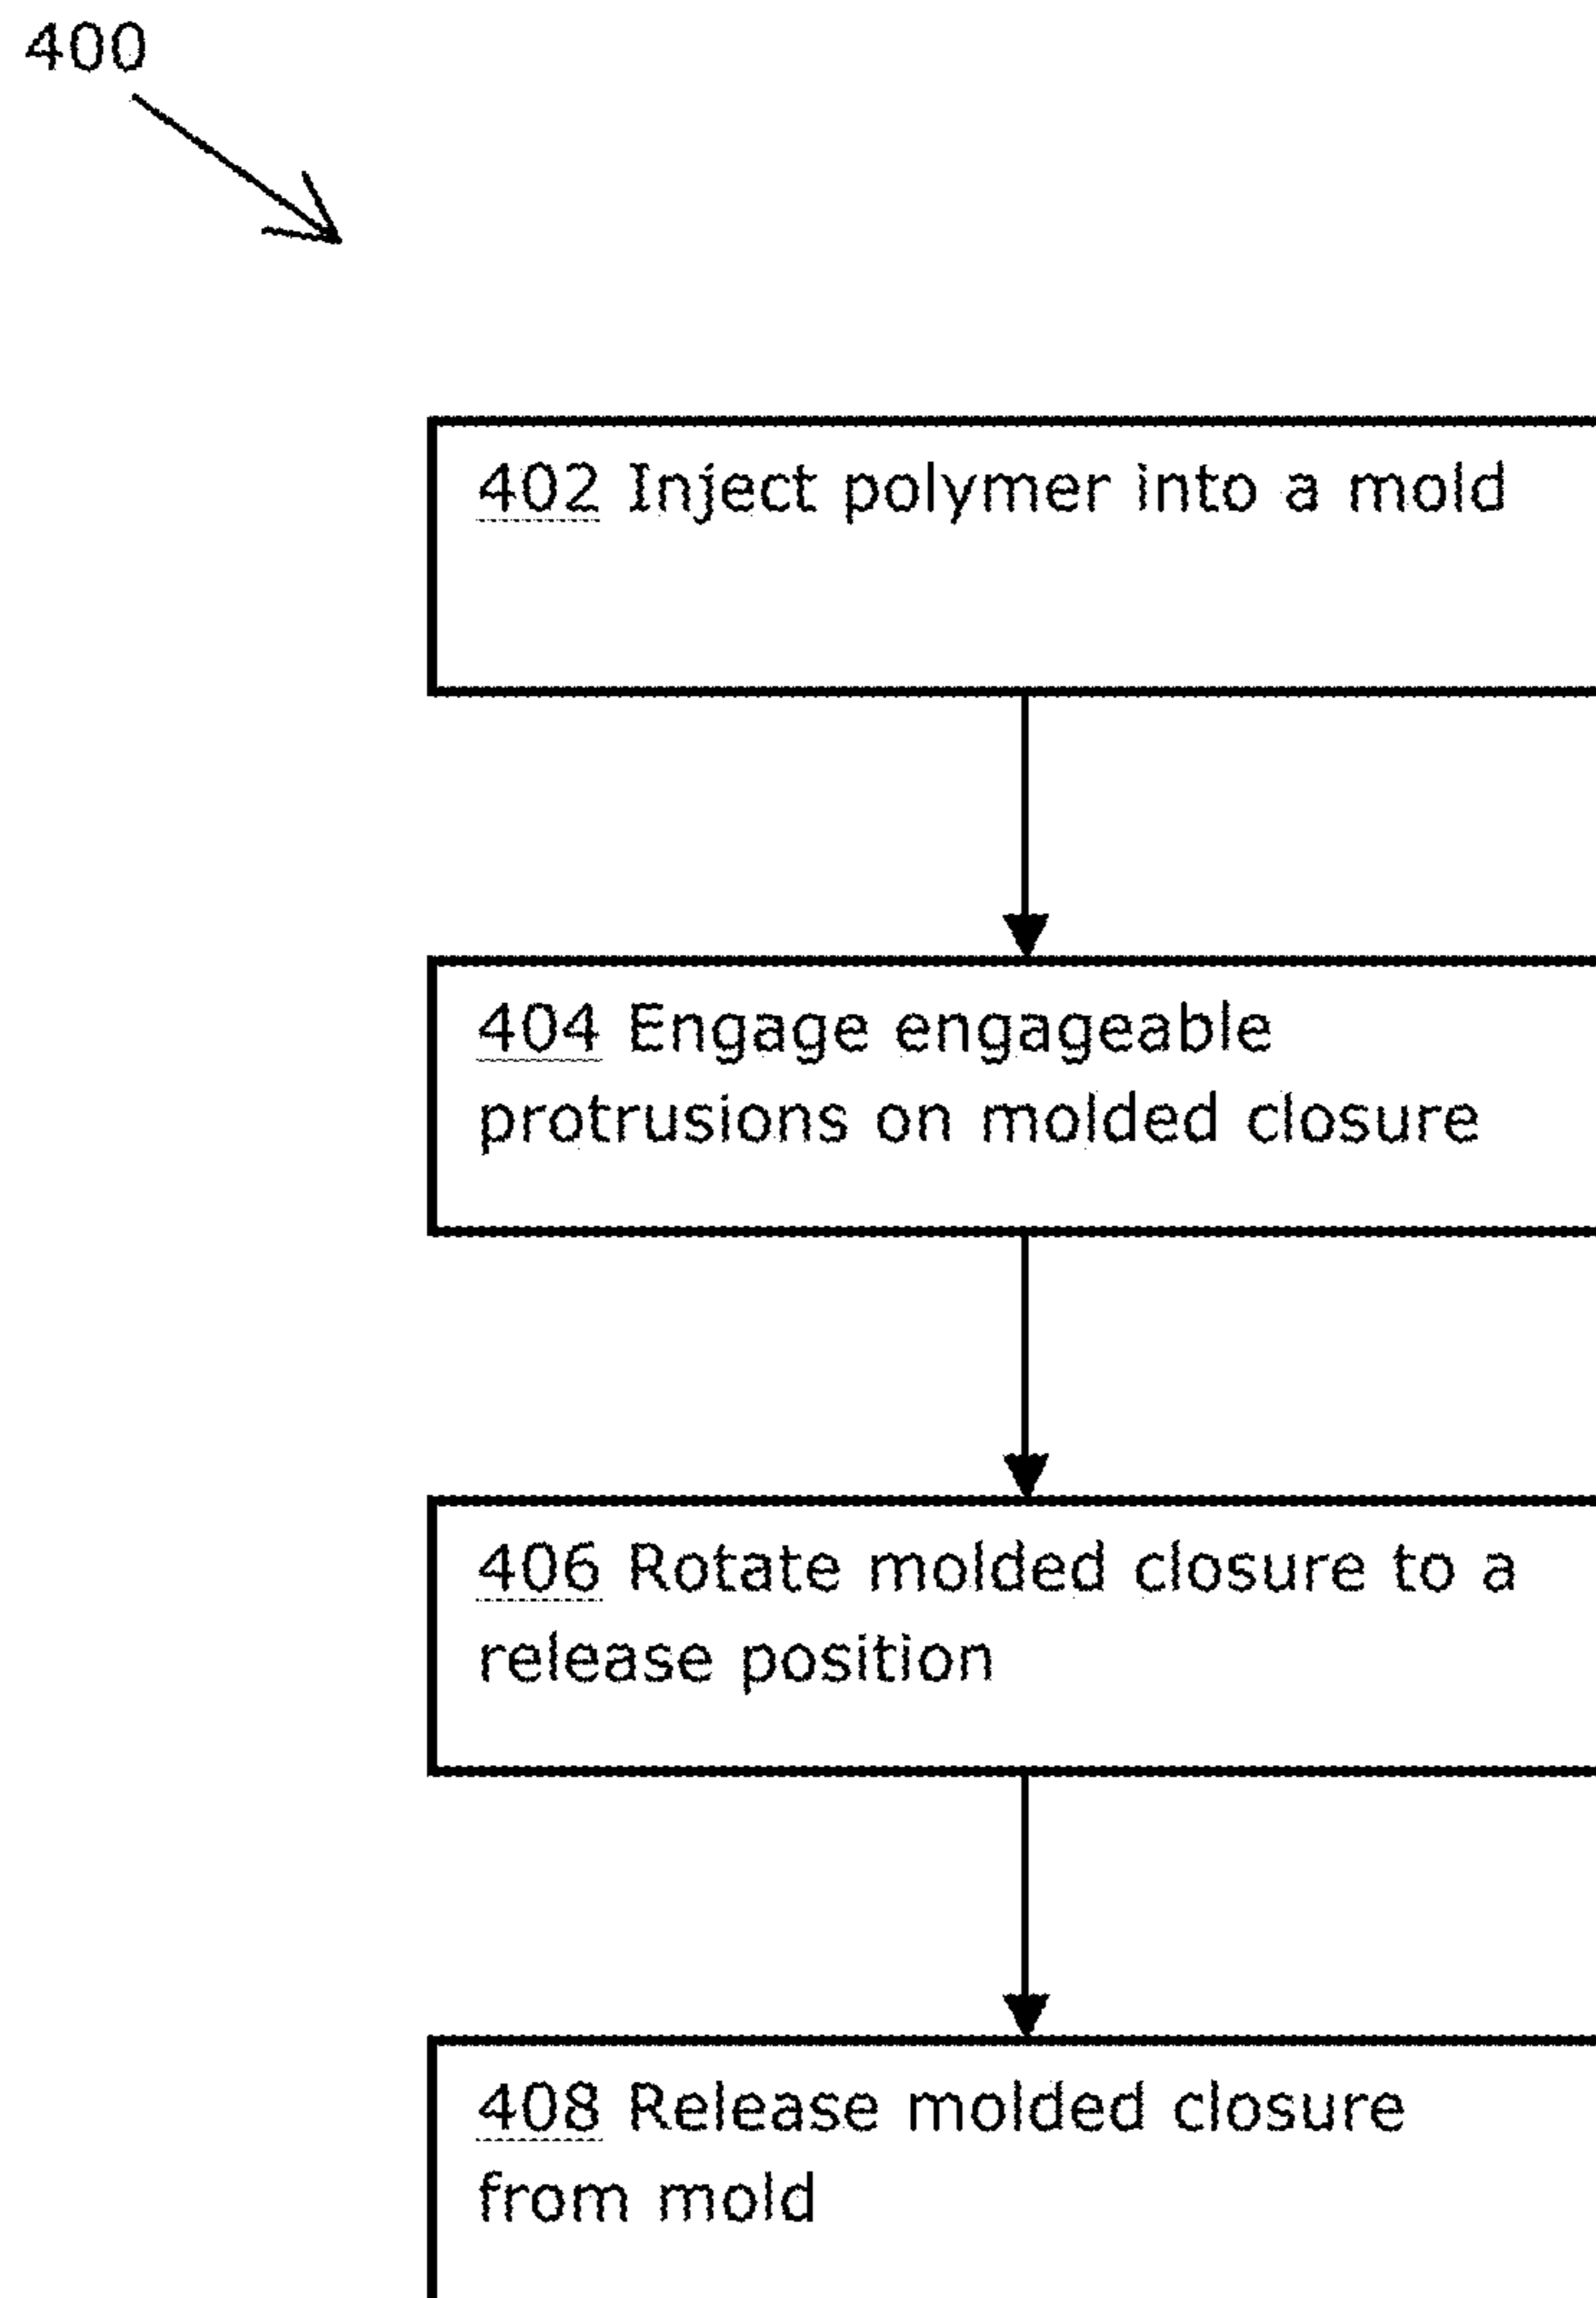 400
402 Inject polymer into a mold
404 Engage engageable
protrusions on molded closure
406 Rotate molded closure to a
release position
408 Release molded closure
from mold